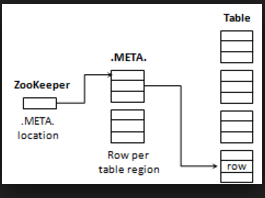 Table
.META.
ZooKeeper
.META.
location
Row per
table region
row